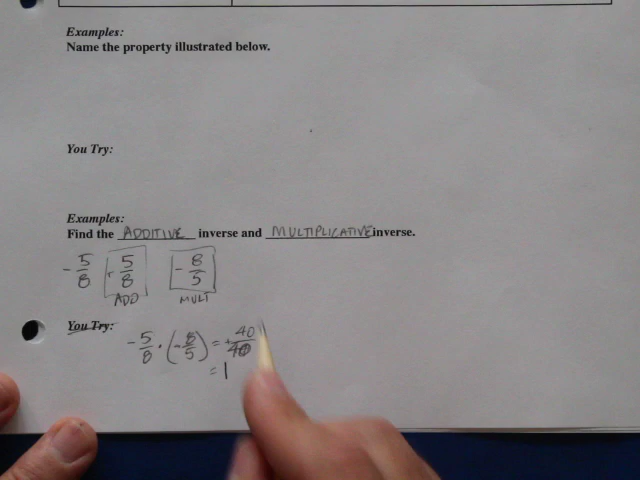 Examples:
Name the property illustrated below.
You Try:
Examples:
Find the ADDITIVE inverse and MULTIPLICATIVE inverse.
- 5/8 + 5/8 - 8/5
ADD MULT
You Try:
- 5/8 · (- 8/5) = + 40/40
= 1